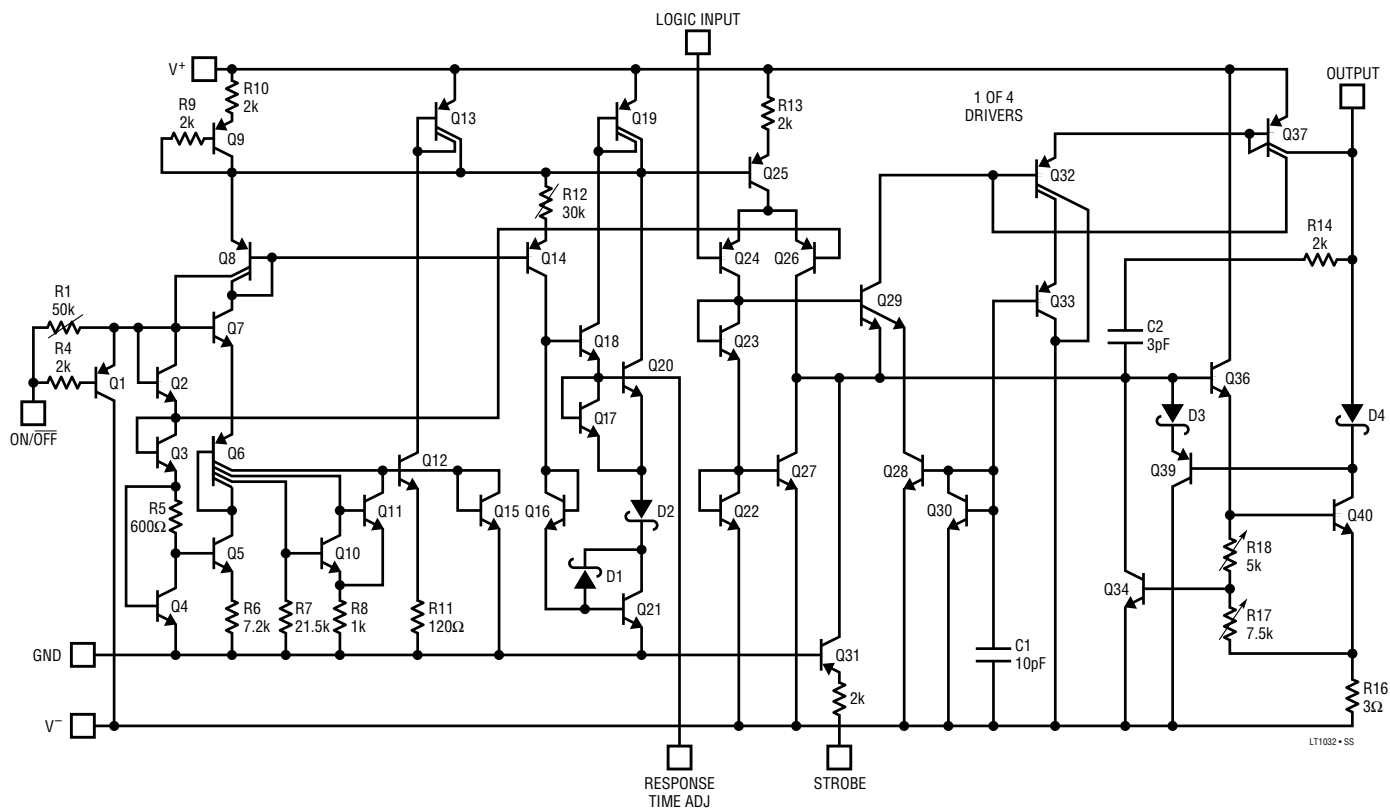 LOGIC INPUT
V+
R10
2k
R9
2k
Q9
Q13
Q19
R13
2k
1 OF 4
DRIVERS
OUTPUT
Q37
Q25
Q32
R12
30k
R14
2k
Q8
Q14
Q24
Q26
Q29
Q33
R1
50k
Q7
Q18
Q23
C2
3pF
R4
2k
Q1
Q2
Q20
Q36
ON/OFF
Q17
D3
D4
Q3
Q6
Q12
Q27
Q28
Q39
R5
600Ω
Q11
Q15
Q16
D2
Q22
Q30
Q40
Q5
Q10
D1
R18
5k
Q4
R6
7.2k
R7
21.5k
R8
1k
R11
120Ω
Q21
Q34
R17
7.5k
GND
Q31
C1
10pF
2k
R16
3Ω
V–
LT1032 • SS
RESPONSE
TIME ADJ
STROBE